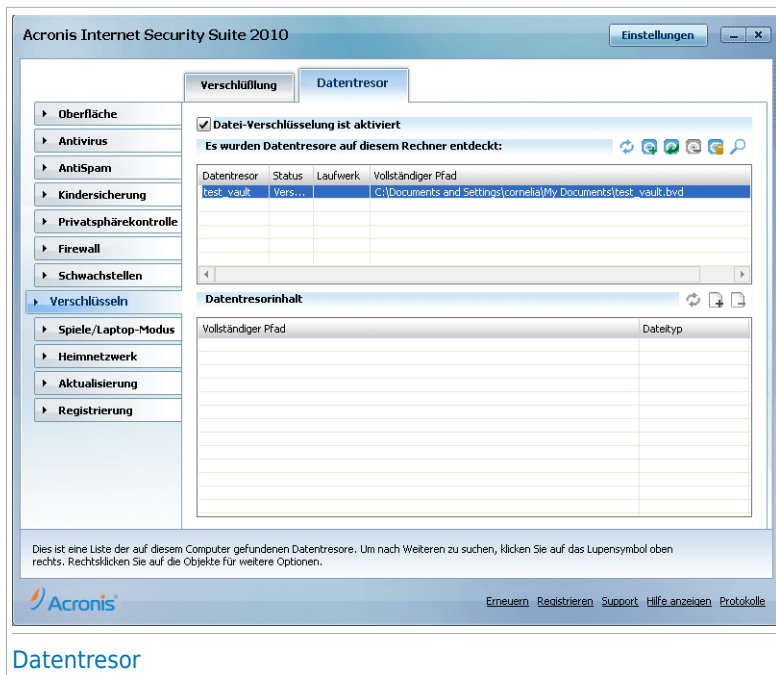 Acronis Internet Security Suite 2010
Einstellungen
Verschlüßlung
Datentresor
Oberfläche
Antivirus
AntiSpam
Kindersicherung
Privatsphärekontrolle
Firewall
Schwachstellen
Verschlüsseln
Spiele/Laptop-Modus
Heimnetzwerk
Aktualisierung
Registrierung
Datei-Verschlüsselung ist aktiviert
Es wurden Datentresore auf diesem Rechner entdeckt:
Datentresor Status Laufwerk Vollständiger Pfad
test_vault Vers... C:\Documents and Settings\cornelia\My Documents\test_vault.bvd
Datentresorinhalt
Vollständiger Pfad Dateityp
Dies ist eine Liste der auf diesem Computer gefundenen Datentresore. Um nach Weiteren zu suchen, klicken Sie auf das Lupensymbol oben
rechts. Rechtsklicken Sie auf die Objekte für weitere Optionen.
Acronis
Erneuern Registrieren Support Hilfe anzeigen Protokolle
Datentresor